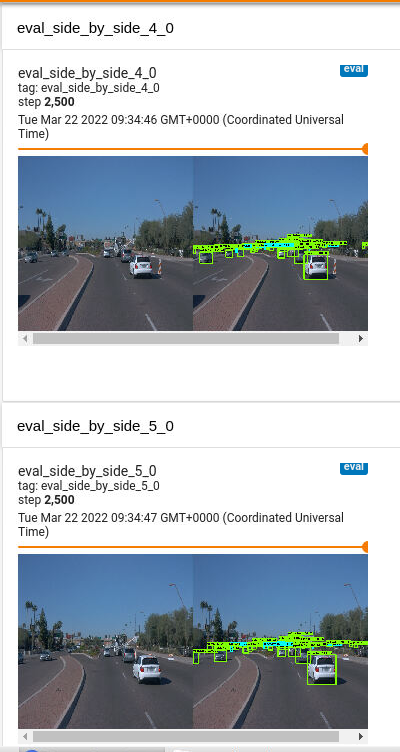 eval_side_by_side_4_0
eval_side_by_side_4_0
eval
tag: eval_side_by_side_4_0
step 2,500
Tue Mar 22 2022 09:34:46 GMT+0000 (Coordinated Universal
Time)
eval_side_by_side_5_0
eval_side_by_side_5_0
eval
tag: eval_side_by_side_5_0
step 2,500
Tue Mar 22 2022 09:34:47 GMT+0000 (Coordinated Universal
Time)